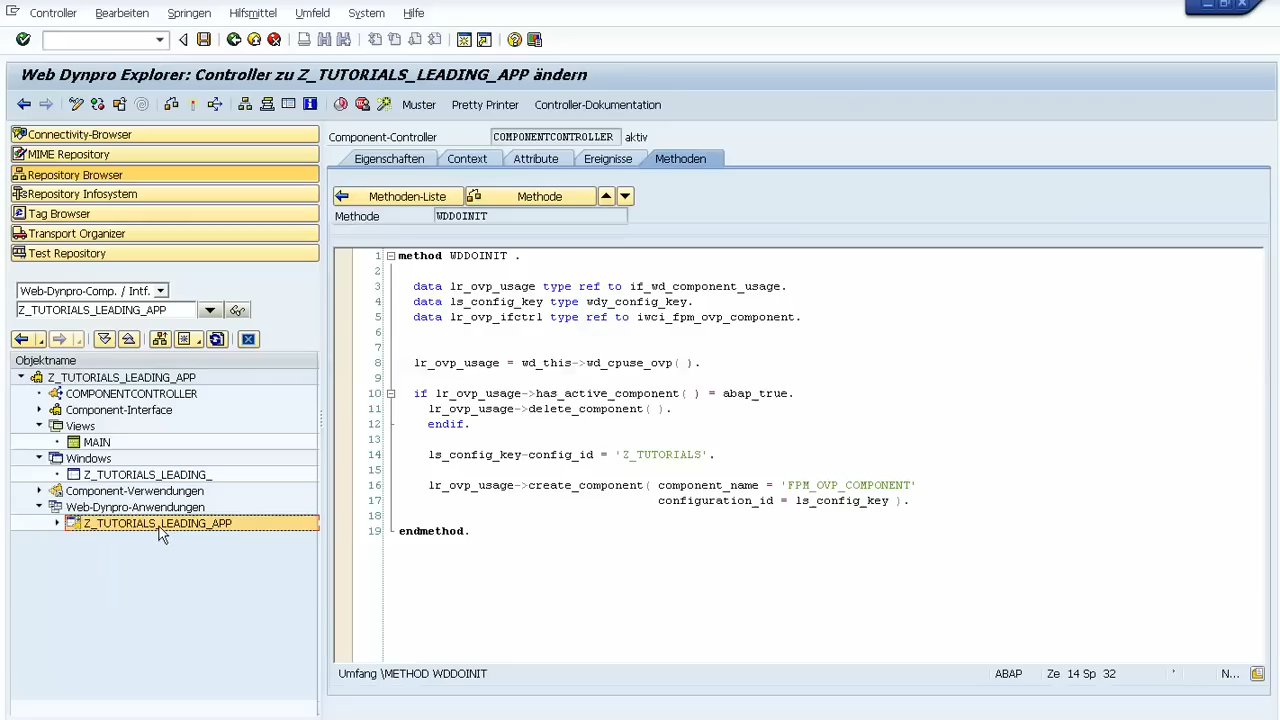 Controller Bearbeiten Springen Hilfsmittel Umfeld System Hilfe
Web Dynpro Explorer: Controller zu Z_TUTORIALS_LEADING_APP ändern
Muster Pretty Printer Controller-Dokumentation
Connectivity-Browser
MIME Repository
Repository Browser
Repository Infosystem
Tag Browser
Transport Organizer
Test Repository
Web-Dynpro-Comp. / Intf.
Z_TUTORIALS_LEADING_APP
Objektname
Z_TUTORIALS_LEADING_APP
COMPONENTCONTROLLER
Component-Interface
Views
MAIN
Windows
Z_TUTORIALS_LEADING_
Component-Verwendungen
Web-Dynpro-Anwendungen
Z_TUTORIALS_LEADING_APP
Component-Controller COMPONENTCONTROLLER aktiv
Eigenschaften Context Attribute Ereignisse Methoden
Methoden-Liste Methode
Methode WDDOINIT
1 method WDDOINIT .
2
3 data lr_ovp_usage type ref to if_wd_component_usage.
4 data ls_config_key type wdy_config_key.
5 data lr_ovp_ifctrl type ref to iwci_fpm_ovp_component.
6
7
8 lr_ovp_usage = wd_this->wd_cpuse_ovp( ).
9
10 if lr_ovp_usage->has_active_component( ) = abap_true.
11 lr_ovp_usage->delete_component( ).
12 endif.
13
14 ls_config_key-config_id = 'Z_TUTORIALS'.
15
16 lr_ovp_usage->create_component( component_name = 'FPM_OVP_COMPONENT'
17 configuration_id = ls_config_key ).
18
19 endmethod.
Umfang \METHOD WDDOINIT ABAP Ze 14 Sp 32 N...